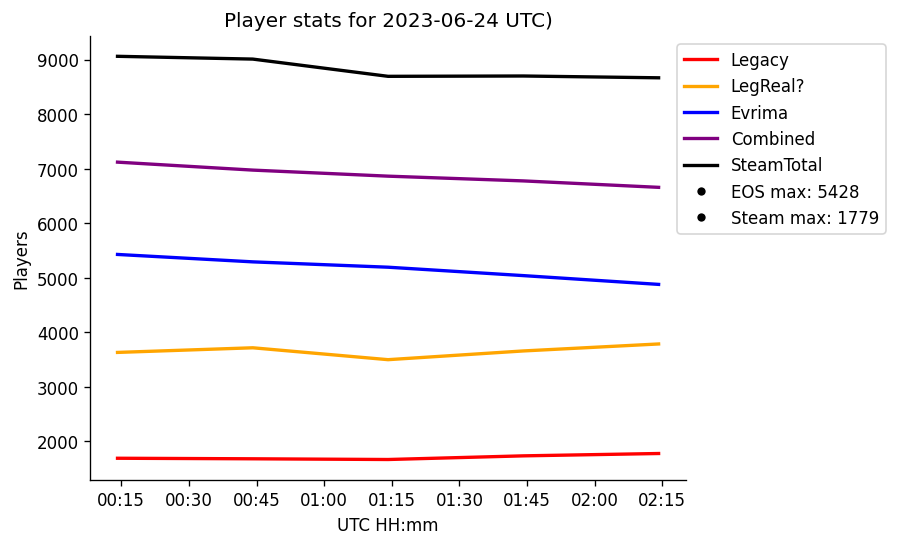 Player stats for 2023-06-24 UTC)
9000
8000
7000
6000
5000
4000
3000
2000
Players
00:15 00:30 00:45 01:00 01:15 01:30 01:45 02:00 02:15
UTC HH:mm
Legacy
LegReal?
Evrima
Combined
SteamTotal
EOS max: 5428
Steam max: 1779